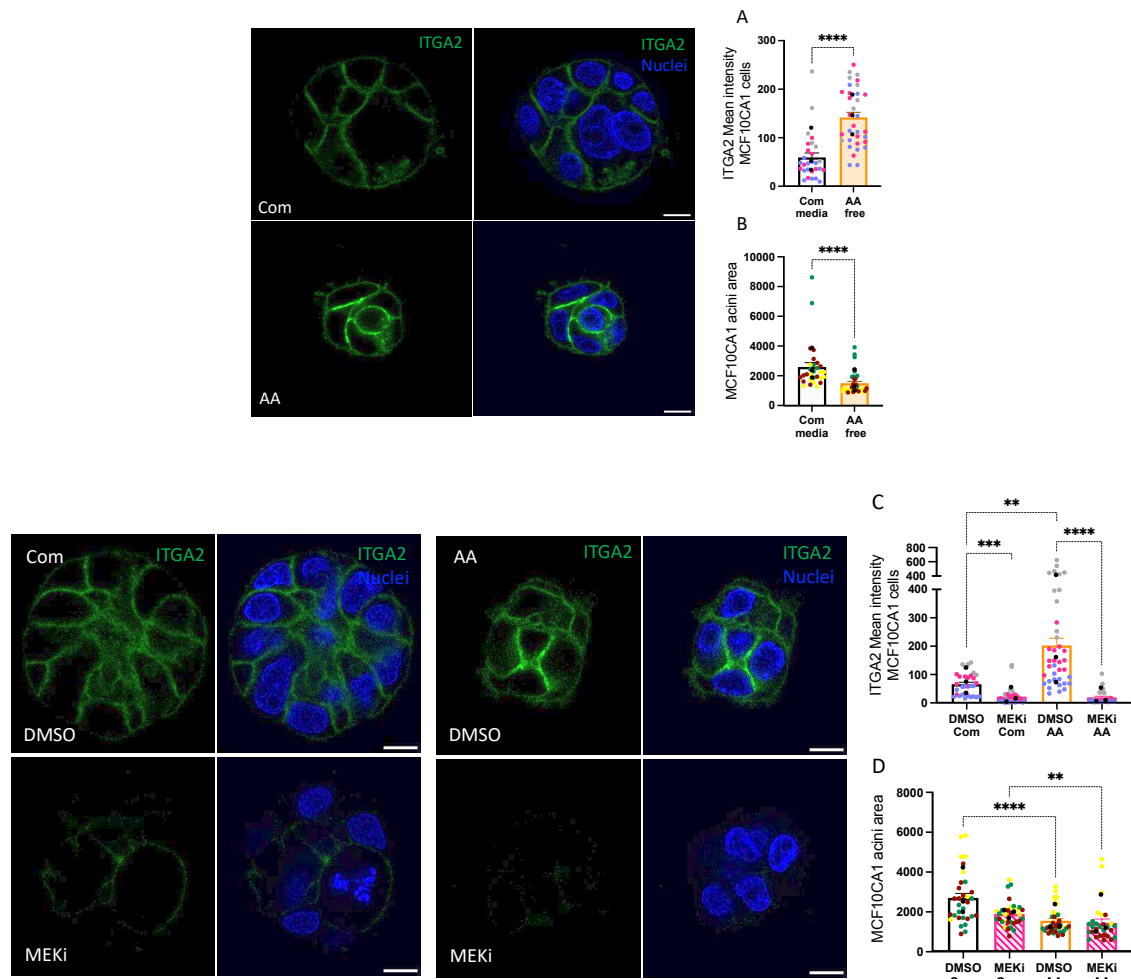 A
ITGA2
ITGA2
Nuclei
Com
AA
ITGA2 Mean intensity
MCF10CA1 cells
300
200
100
0
****
Com
media
AA
free
B
MCF10CA1 acini area
10000
8000
6000
4000
2000
0
****
Com
media
AA
free
Com
ITGA2
DMSO
ITGA2
Nuclei
MEKi
AA
ITGA2
DMSO
ITGA2
Nuclei
MEKi
C
ITGA2 Mean intensity
MCF10CA1 cells
800
600
400
400
300
200
100
0
**
***
****
DMSO
Com
MEKi
Com
DMSO
AA
MEKi
AA
D
MCF10CA1 acini area
8000
6000
4000
2000
0
**
****
DMSO
MEKi
DMSO
MEKi